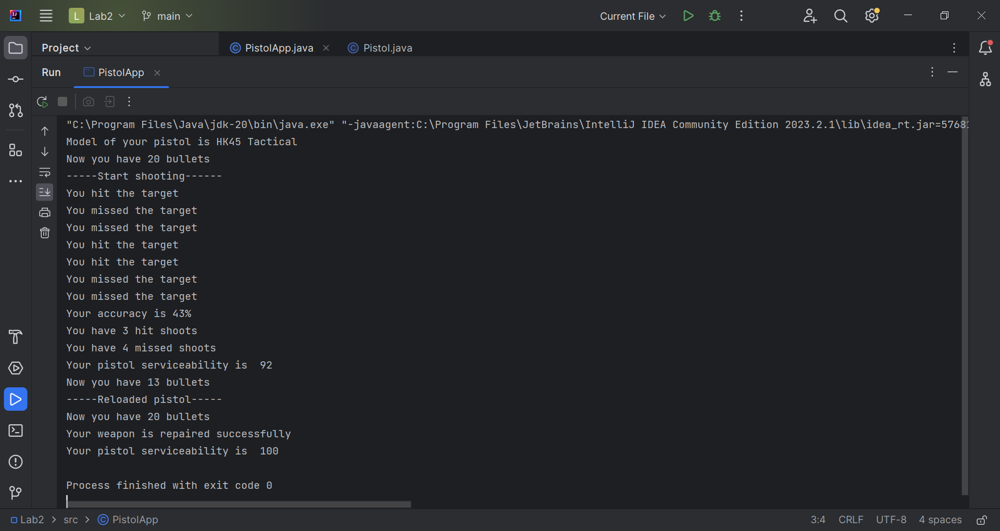 L Lab2 main Current File
Project PistolApp.java Pistol.java
Run PistolApp
"C:\Program Files\Java\jdk-20\bin\java.exe" "-javaagent:C:\Program Files\JetBrains\IntelliJ IDEA Community Edition 2023.2.1\lib\idea_rt.jar=57681
Model of your pistol is HK45 Tactical
Now you have 20 bullets
-----Start shooting------
You hit the target
You missed the target
You missed the target
You hit the target
You hit the target
You missed the target
You missed the target
Your accuracy is 43%
You have 3 hit shoots
You have 4 missed shoots
Your pistol serviceability is  92
Now you have 13 bullets
-----Reloaded pistol-----
Now you have 20 bullets
Your weapon is repaired successfully
Your pistol serviceability is  100
Process finished with exit code 0
Lab2 > src > PistolApp 3:4 CRLF UTF-8 4 spaces